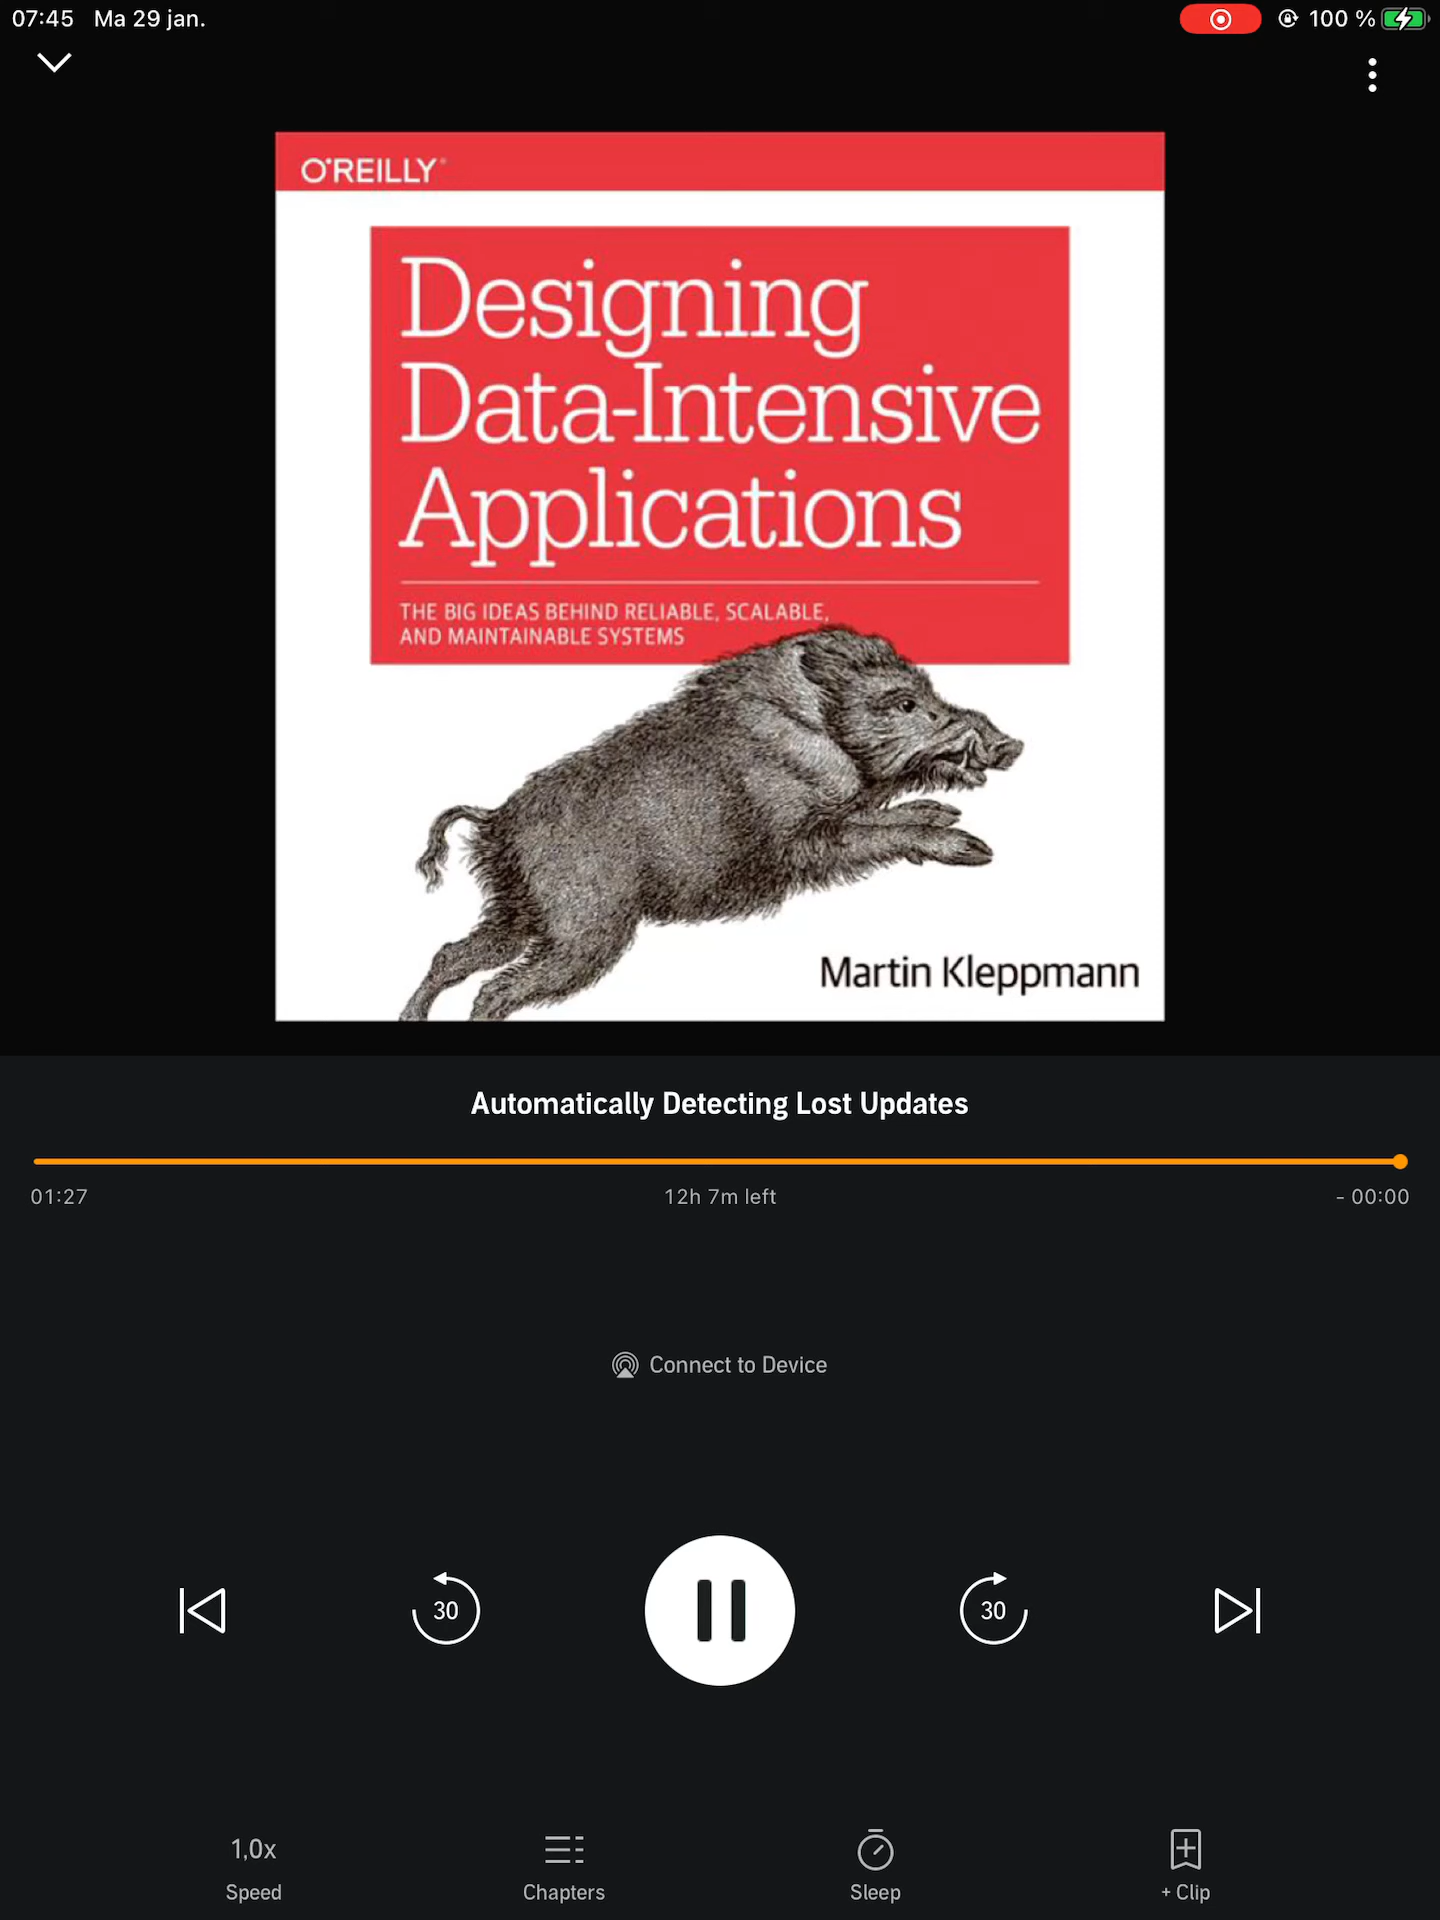 07:45 Ma 29 jan. 100 %
O'REILLY®
Designing
Data-Intensive
Applications
THE BIG IDEAS BEHIND RELIABLE, SCALABLE,
AND MAINTAINABLE SYSTEMS
Martin Kleppmann
Automatically Detecting Lost Updates
01:27 12h 7m left - 00:00
Connect to Device
30 30
1,0x
Speed Chapters Sleep + Clip